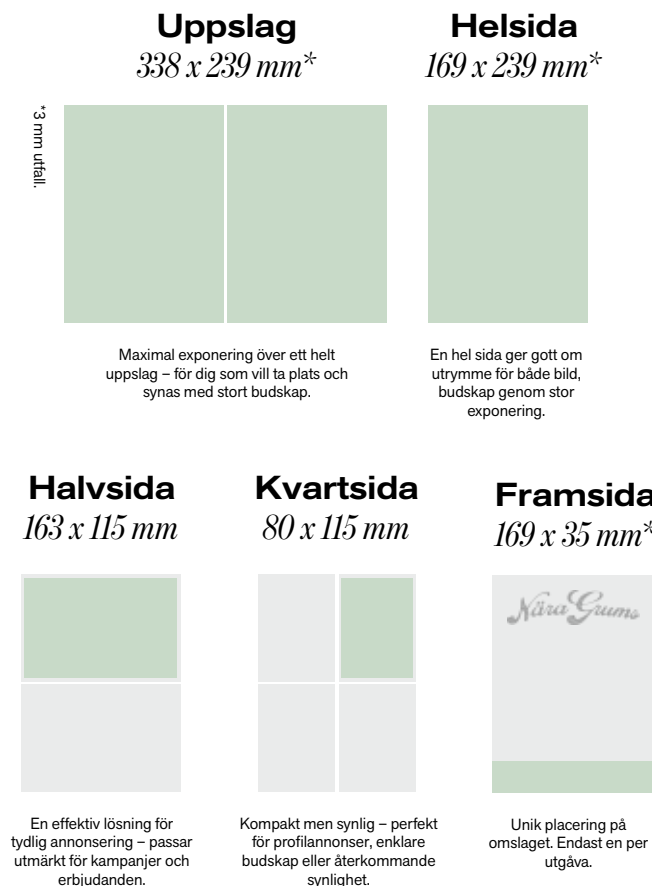 Uppslag
338 x 239 mm*
Helsida
169 x 239 mm*
*3 mm utfall.
Maximal exponering över ett helt
uppslag – för dig som vill ta plats och
synas med stort budskap.
En hel sida ger gott om
utrymme för både bild,
budskap genom stor
exponering.
Halvsida
163 x 115 mm
Kvartsida
80 x 115 mm
Framsida
169 x 35 mm*
Nära Grums
En effektiv lösning för
tydlig annonsering – passar
utmärkt för kampanjer och
erbjudanden.
Kompakt men synlig – perfekt
för profilannonser, enklare
budskap eller återkommande
synlighet.
Unik placering på
omslaget. Endast en per
utgåva.